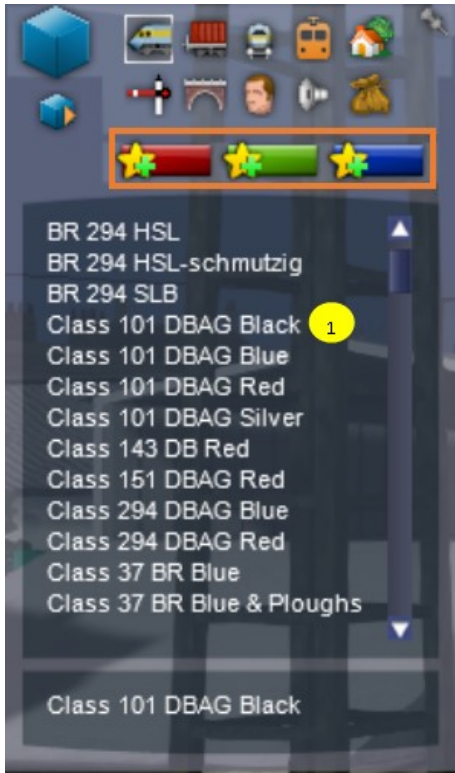 BR 294 HSL
BR 294 HSL-schmutzig
BR 294 SLB
Class 101 DBAG Black 1
Class 101 DBAG Blue
Class 101 DBAG Red
Class 101 DBAG Silver
Class 143 DB Red
Class 151 DBAG Red
Class 294 DBAG Blue
Class 294 DBAG Red
Class 37 BR Blue
Class 37 BR Blue & Ploughs
Class 101 DBAG Black